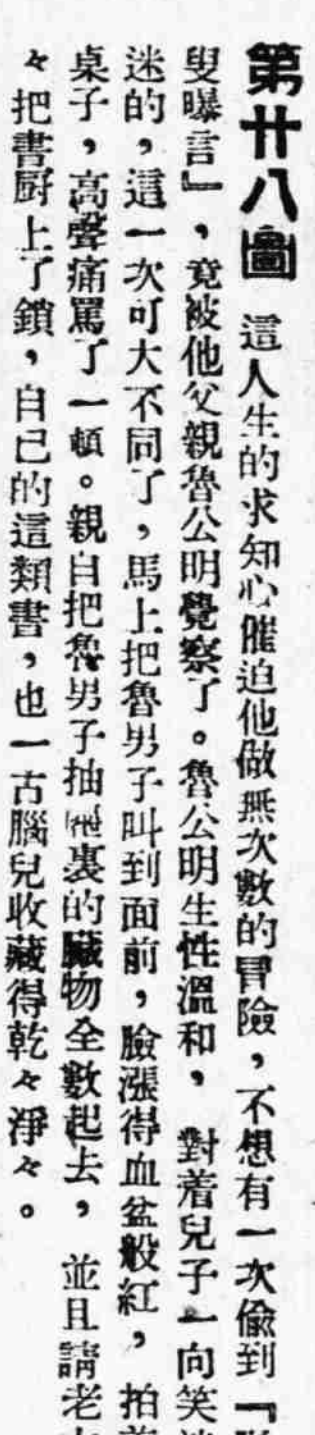 第廿八圖 這人生的求知心催迫他做無次數的冒險，不想有一次偸到『
叟曝言』，竟被他父親魯公明覺察了。魯公明生性溫和，對着兒子一向笑
迷的，這一次可大不同了，馬上把魯男子叫到面前，臉漲得血盆般紅，拍
桌子，高聲痛罵了一頓。親自把魯男子抽屜裏的贓物全數起去，並且請老
々把書厨上了鎖，自己的這類書，也一古腦兒收藏得乾々淨々。